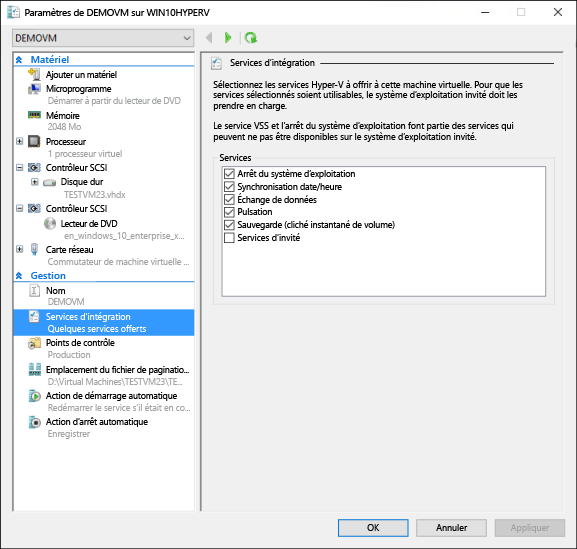 Paramètres de DEMOVM sur WIN10HYPERV
DEMOVM
Matériel
Ajouter un matériel
Microprogramme
Démarrer à partir du lecteur de DVD
Mémoire
2048 Mo
Processeur
1 processeur virtuel
Contrôleur SCSI
Disque dur
TESTVM23.vhdx
Contrôleur SCSI
Lecteur de DVD
en_windows_10_enterprise_x...
Carte réseau
Commutateur de machine virtuelle ...
Gestion
Nom
DEMOVM
Services d'intégration
Quelques services offerts
Points de contrôle
Production
Emplacement du fichier de paginatio...
D:\Virtual Machines\TESTVM23\TE...
Action de démarrage automatique
Redémarrer le service s'il était en co...
Action d'arrêt automatique
Enregistrer
Services d'intégration
Sélectionnez les services Hyper-V à offrir à cette machine virtuelle. Pour que les
services sélectionnés soient utilisables, le système d'exploitation invité doit les
prendre en charge.
Le service VSS et l'arrêt du système d'exploitation font partie des services qui
peuvent ne pas être disponibles sur le système d'exploitation invité.
Services
Arrêt du système d'exploitation
Synchronisation date/heure
Échange de données
Pulsation
Sauvegarde (cliché instantané de volume)
Services d'invité
OK
Annuler
Appliquer